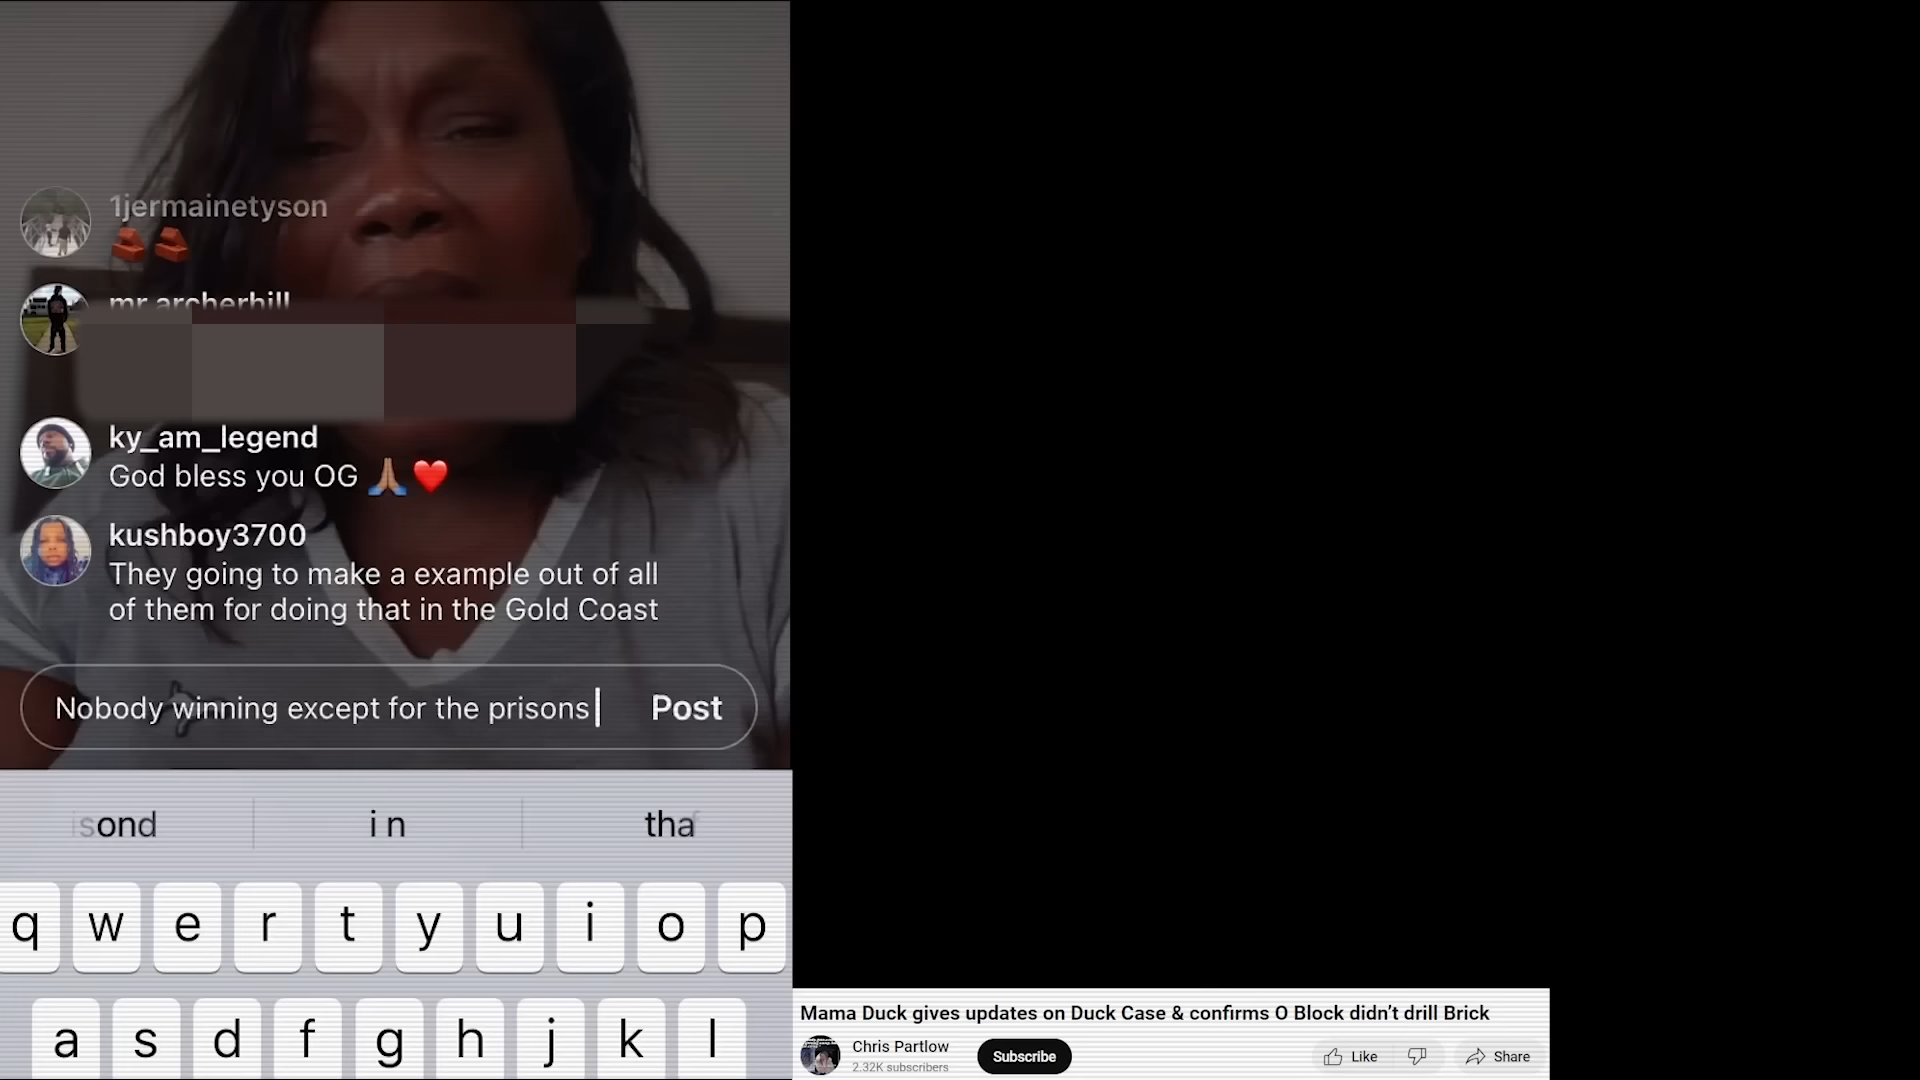 1jermainetyson
mr.archerhill
ky_am_legend
God bless you OG 🙏🏽❤️
kushboy3700
They going to make a example out of all
of them for doing that in the Gold Coast
Nobody winning except for the prisons
Post
in
q w e r t y u i o p
a s d f g h j k l
Mama Duck gives updates on Duck Case & confirms O Block didn’t drill Brick
Chris Partlow
2.32K subscribers
Subscribe
Like
Share